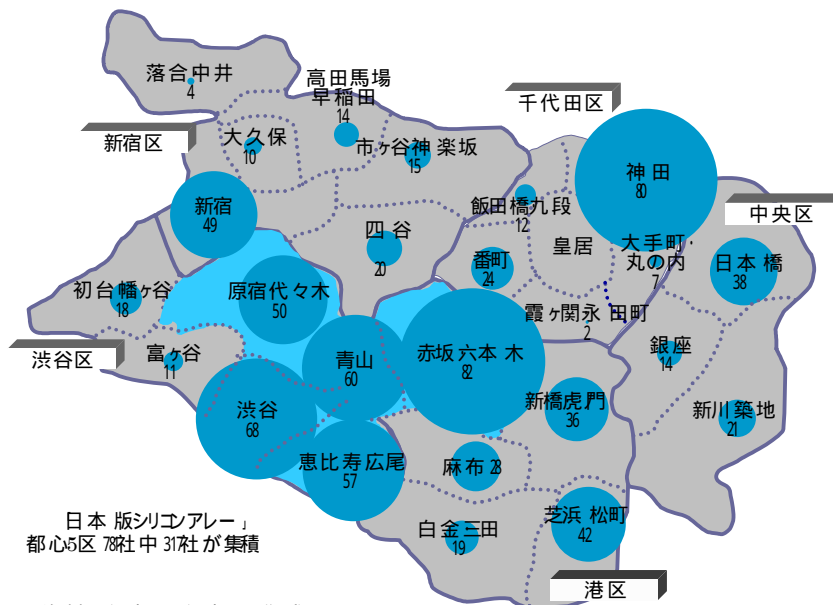 落合中井
4
高田馬場
早稲田
14
千代田区
新宿区
大久保
10
市ヶ谷神楽坂
15
神田
80
新宿
49
四谷
20
飯田橋九段
12
皇居
大手町・
丸の内
7
中央区
日本橋
38
番町
24
初台幡ヶ谷
18
原宿代々木
50
霞ヶ関永田町
2
渋谷区
富ヶ谷
11
青山
60
赤坂六本木
82
銀座
14
渋谷
68
新橋虎ノ門
36
新川築地
21
恵比寿広尾
57
麻布 23
白金三田
19
芝浜松町
42
日本版シリコンアレー」
都心5区 787社中 317社が集積
港区